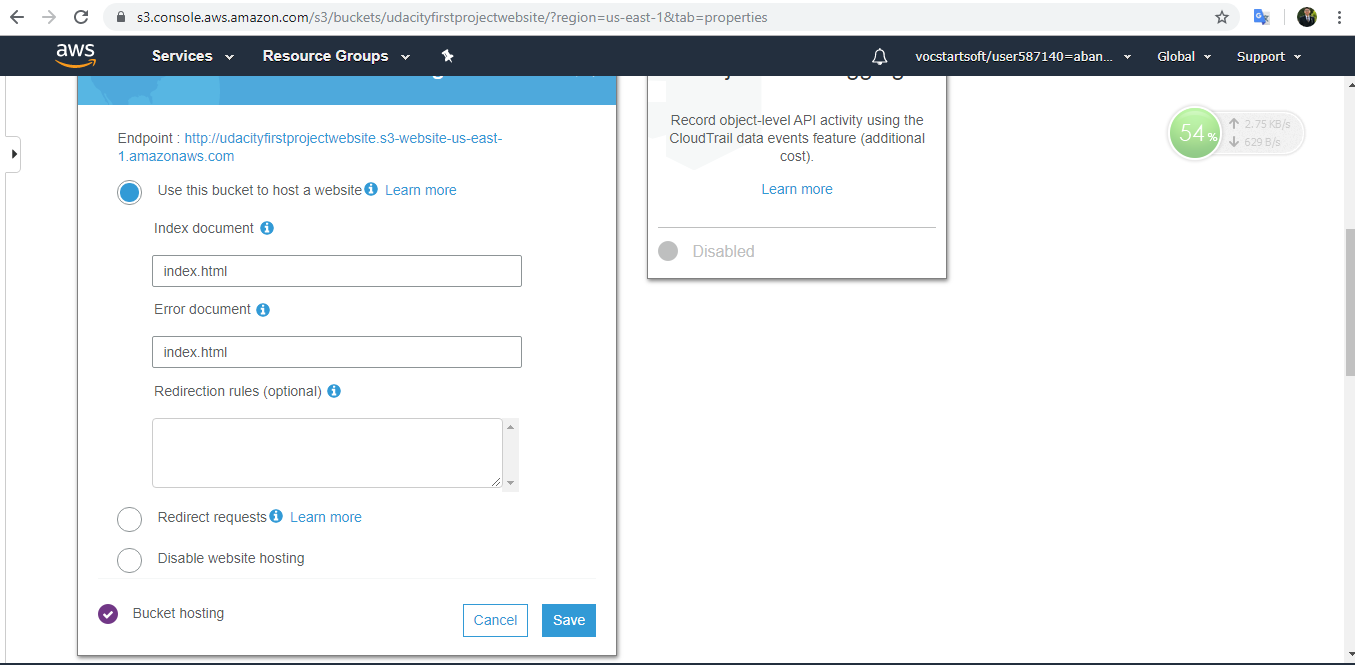 s3.console.aws.amazon.com/s3/buckets/udacityfirstprojectwebsite/?region=us-east-1&tab=properties
aws
Services
Resource Groups
vocstartsoft/user587140=aban...
Global
Support
Endpoint : http://udacityfirstprojectwebsite.s3-website-us-east-
1.amazonaws.com
Use this bucket to host a website
Learn more
Index document
index.html
Error document
index.html
Redirection rules (optional)
Redirect requests
Learn more
Disable website hosting
Bucket hosting
Cancel
Save
Record object-level API activity using the
CloudTrail data events feature (additional
cost).
Learn more
Disabled
54%
2.75 KB/s
629 B/s